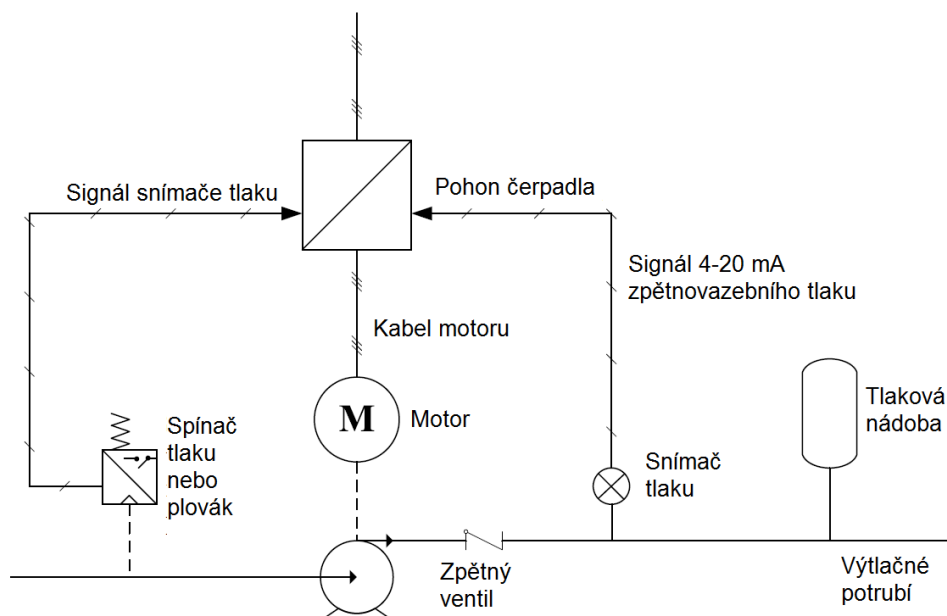 Signál snímače tlaku
Pohon čerpadla
Signál 4-20 mA
zpětnovazebního tlaku
Kabel motoru
M
Motor
Spínač
tlaku
nebo
plovák
Snímač
tlaku
Tlaková
nádoba
Zpětný
ventil
Výtlačné
potrubí